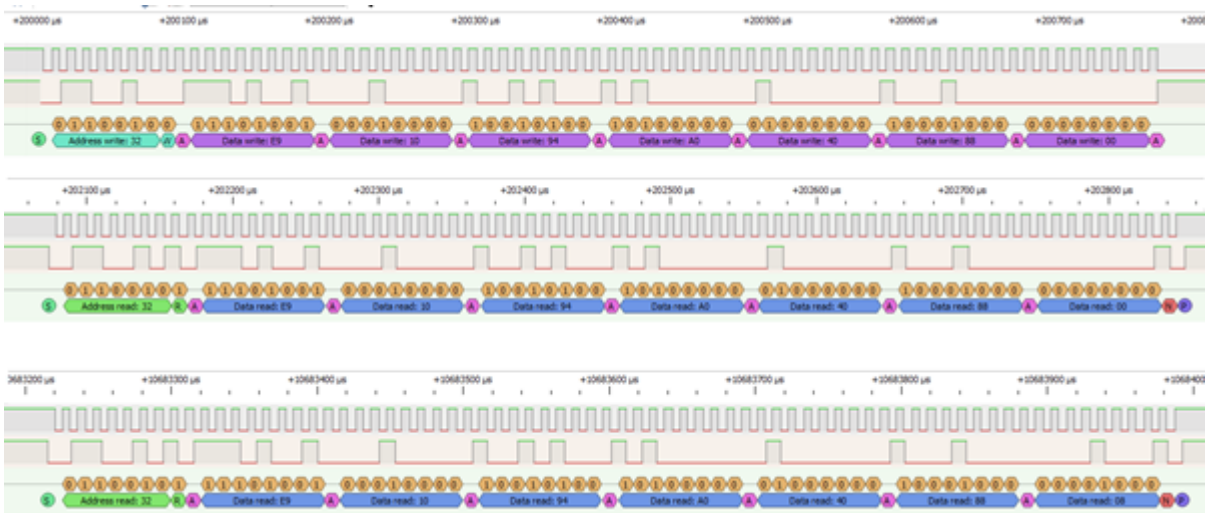 +200000 µs +200100 µs +200200 µs +200300 µs +200400 µs +200500 µs +200600 µs +200700 µs +2008
0 1 1 0 0 1 0 0 1 1 1 0 1 0 0 1 0 0 0 1 0 0 0 0 1 0 0 1 0 1 0 0 1 0 1 0 0 0 0 0 0 1 0 0 0 0 0 0 1 0 0 0 1 0 0 0 0 0 0 0 0 0 0 0
S Address write: 32 W A Data write: E9 A Data write: 10 A Data write: 94 A Data write: A0 A Data write: 40 A Data write: 88 A Data write: 00 A
+202100 µs +202200 µs +202300 µs +202400 µs +202500 µs +202600 µs +202700 µs +202800 µs
0 1 1 0 0 1 0 1 1 1 1 0 1 0 0 1 0 0 0 1 0 0 0 0 1 0 0 1 0 1 0 0 1 0 1 0 0 0 0 0 0 1 0 0 0 0 0 0 1 0 0 0 1 0 0 0 0 0 0 0 0 0 0 0
S Address read: 32 R A Data read: E9 A Data read: 10 A Data read: 94 A Data read: A0 A Data read: 40 A Data read: 88 A Data read: 00 N P
3683200 µs +10683300 µs +10683400 µs +10683500 µs +10683600 µs +10683700 µs +10683800 µs +10683900 µs +1068400
0 1 1 0 0 1 0 1 1 1 1 0 1 0 0 1 0 0 0 1 0 0 0 0 1 0 0 1 0 1 0 0 1 0 1 0 0 0 0 0 0 1 0 0 0 0 0 0 1 0 0 0 1 0 0 0 0 0 0 0 1 0 0 0
S Address read: 32 R A Data read: E9 A Data read: 10 A Data read: 94 A Data read: A0 A Data read: 40 A Data read: 88 A Data read: 08 N P